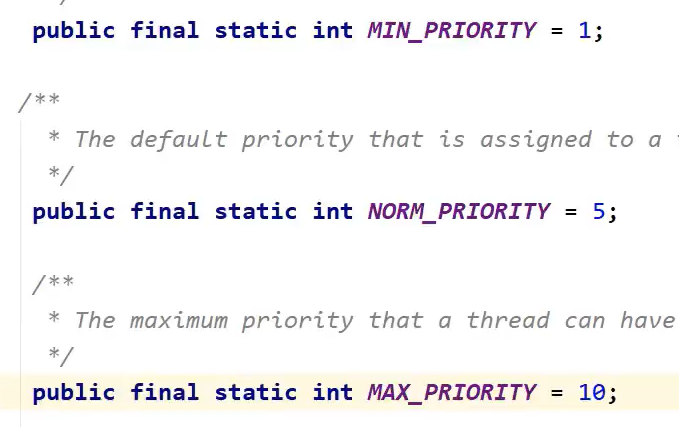 */
public final static int MIN_PRIORITY = 1;
/**
* The default priority that is assigned to a
*/
public final static int NORM_PRIORITY = 5;
/**
* The maximum priority that a thread can have
*/
public final static int MAX_PRIORITY = 10;